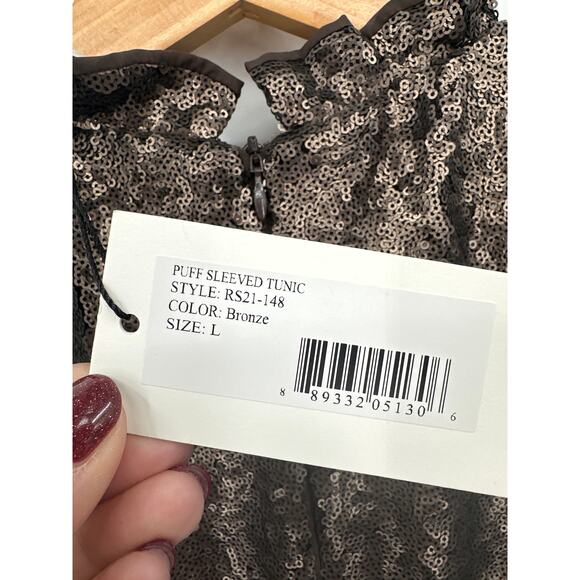 PUFF SLEEVED TUNIC
STYLE: RS21-148
COLOR: Bronze
SIZE: L
8 89332 05130 6